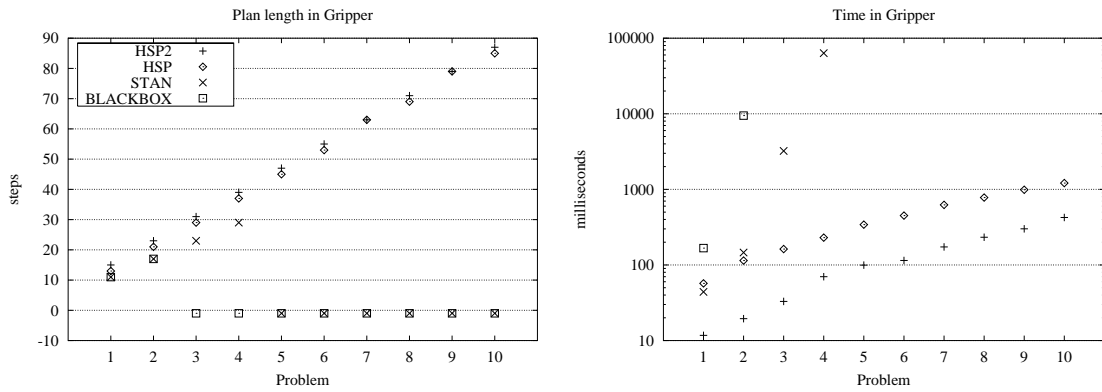 Plan length in Gripper
90
80
70
60
50
40
30
20
10
0
-10
steps
HSP2
HSP
STAN
BLACKBOX
1 2 3 4 5 6 7 8 9 10
Problem
Time in Gripper
100000
10000
1000
100
10
milliseconds
1 2 3 4 5 6 7 8 9 10
Problem